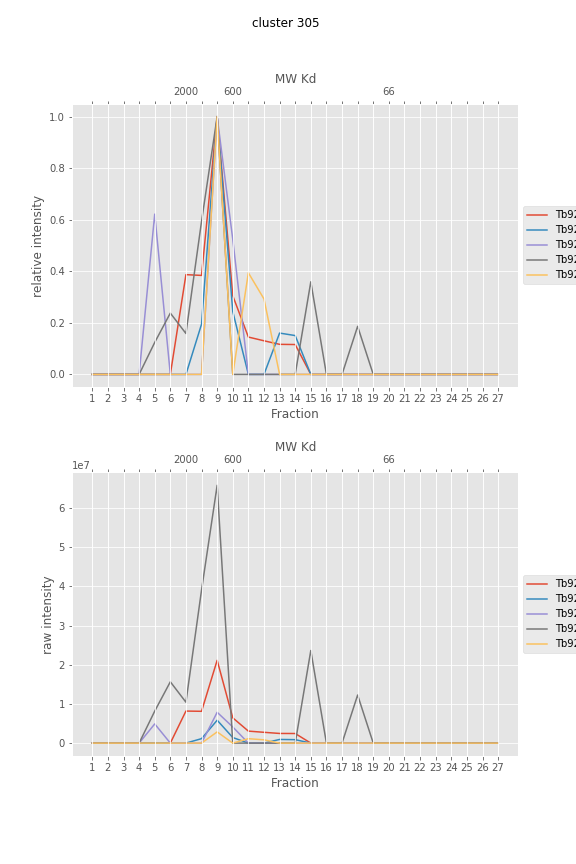 cluster 305
MW Kd
2000 600 66
1.0
0.8
0.6
0.4
0.2
0.0
relative intensity
Tb92
Tb92
Tb92
Tb92
Tb92
1 2 3 4 5 6 7 8 9 10 11 12 13 14 15 16 17 18 19 20 21 22 23 24 25 26 27
Fraction
MW Kd
2000 600 66
1e7
6
5
4
3
2
1
0
raw intensity
Tb92
Tb92
Tb92
Tb92
Tb92
1 2 3 4 5 6 7 8 9 10 11 12 13 14 15 16 17 18 19 20 21 22 23 24 25 26 27
Fraction